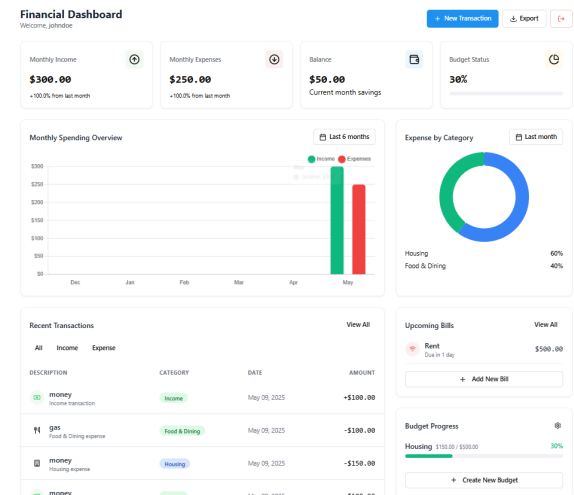 Financial Dashboard
Welcome, johndoe
+ New Transaction
Export
Monthly Income
$300.00
+100.0% from last month
Monthly Expenses
$250.00
+100.0% from last month
Balance
$50.00
Current month savings
Budget Status
30%
Monthly Spending Overview
Last 6 months
Income Expenses
$300
$250
$200
$150
$100
$50
$0
Dec Jan Feb Mar Apr May
Expense by Category
Last month
Housing 60%
Food & Dining 40%
Recent Transactions
View All
All Income Expense
DESCRIPTION CATEGORY DATE AMOUNT
money
Income transaction
Income
May 09, 2025
+$100.00
gas
Food & Dining expense
Food & Dining
May 09, 2025
-$100.00
money
Housing expense
Housing
May 09, 2025
-$150.00
money
Upcoming Bills
View All
Rent
Due in 1 day
$500.00
+ Add New Bill
Budget Progress
Housing $150.00 / $500.00 30%
+ Create New Budget